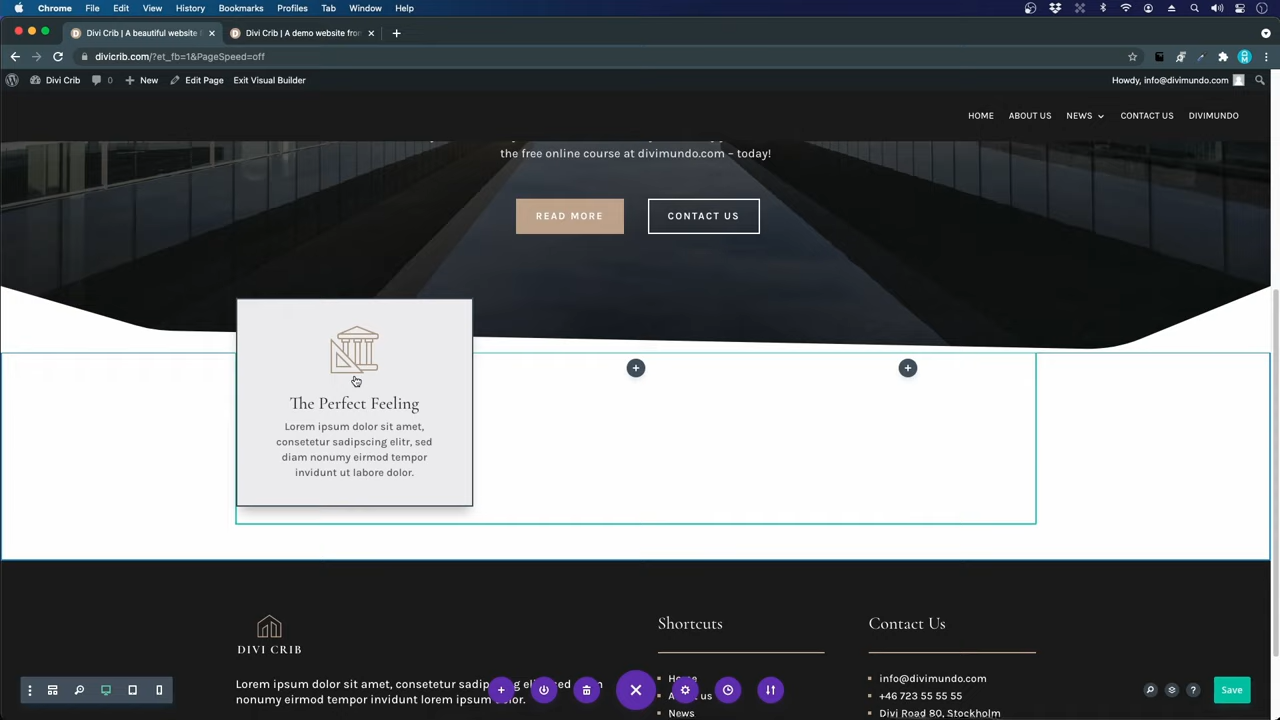 Chrome File Edit View History Bookmarks Profiles Tab Window Help
Divi Crib | A beautiful website
Divi Crib | A demo website fro
divicrib.com/?et_fb=1&PageSpeed=off
Divi Crib 0 New Edit Page Exit Visual Builder
Howdy, info@divimundo.com
HOME ABOUT US NEWS CONTACT US DIVIMUNDO
the free online course at divimundo.com – today!
READ MORE CONTACT US
The Perfect Feeling
Lorem ipsum dolor sit amet,
consetetur sadipscing elitr, sed
diam nonumy eirmod tempor
invidunt ut labore dolor.
DIVI CRIB
Lorem ipsum dolor sit amet, consetetur
nonumy eirmod tempor invidunt ut labore dolor.
Shortcuts
News
Contact Us
info@divimundo.com
+46 723 55 55 55
Divi Road 80, Stockholm
Save